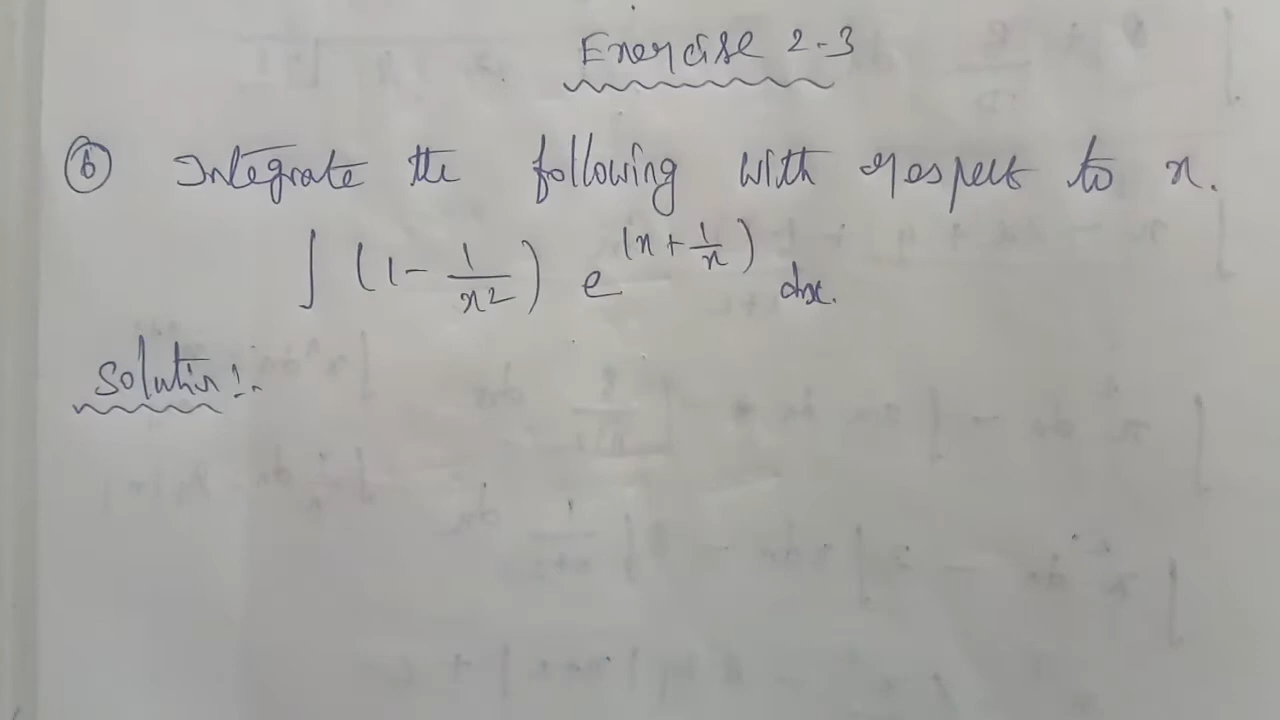 Exercise 2-3
⑥ Integrate the following with respect to x.
∫ (1 - 1/x²) e^(x + 1/x) dx.
Solution:.